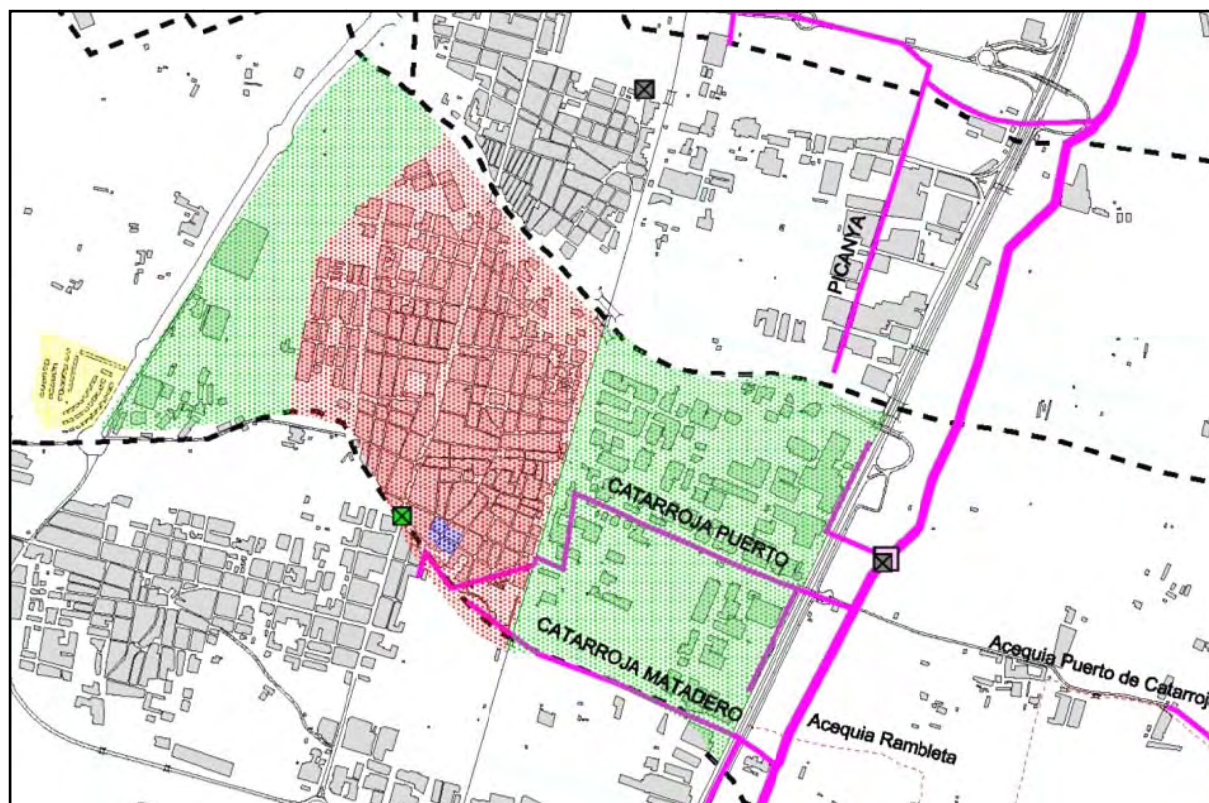 PICANYA
CATARROJA PUERTO
CATARROJA MATADERO
Acequia Puerto de Catarroj
Acequia Rambleta